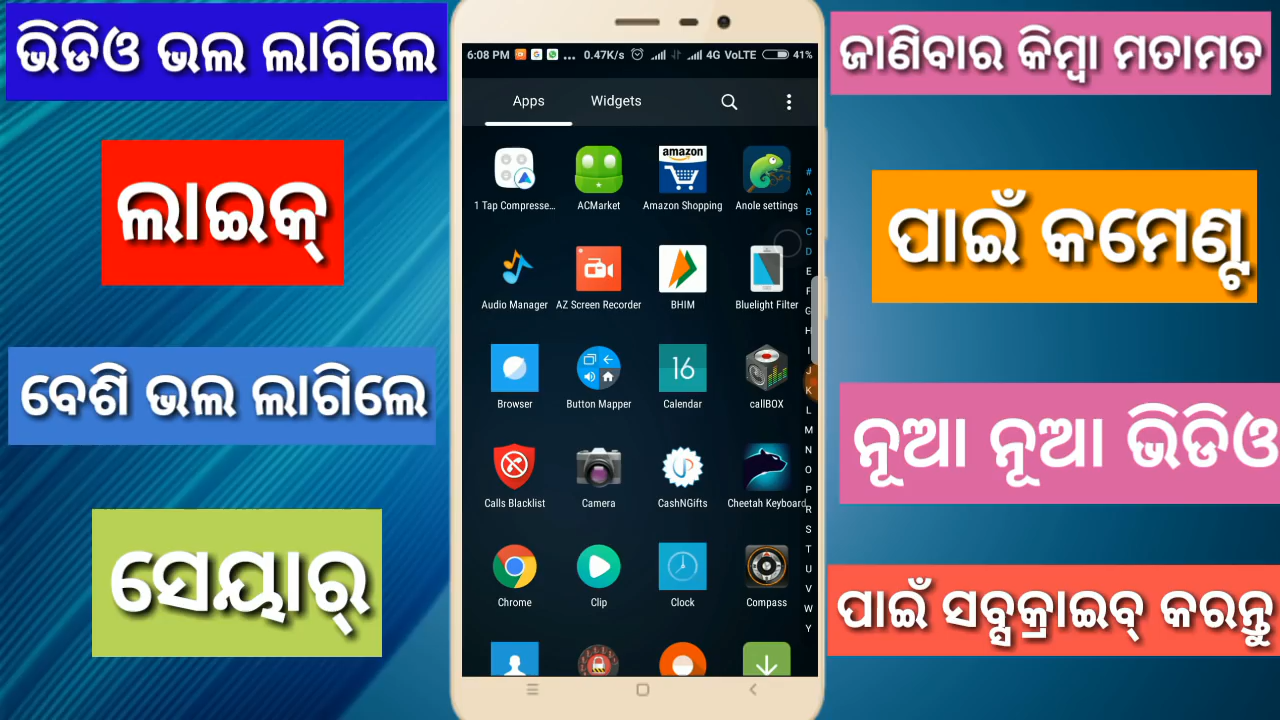 ଭିଡିଓ ଭଲ ଲାଗିଲେ
ଲାଇକ୍
ବେଶି ଭଲ ଲାଗିଲେ
ସେୟାର୍
6:08 PM ... 0.47K/s 4G VoLTE 41%
Apps Widgets
1 Tap Compresse... ACMarket Amazon Shopping Anole settings
amazon
Audio Manager AZ Screen Recorder BHIM Bluelight Filter
16
Browser Button Mapper Calendar callBOX
Calls Blacklist Camera CashNGifts Cheetah Keyboard
Chrome Clip Clock Compass
#
A
B
C
D
E
F
G
H
I
J
K
L
M
N
O
P
R
S
T
U
V
W
Y
ଜାଣିବାର କିମ୍ବା ମତାମତ
ପାଇଁ କମେଣ୍ଟ
ନୂଆ ନୂଆ ଭିଡିଓ
ପାଇଁ ସବ୍ସକ୍ରାଇବ୍ କରନ୍ତୁ